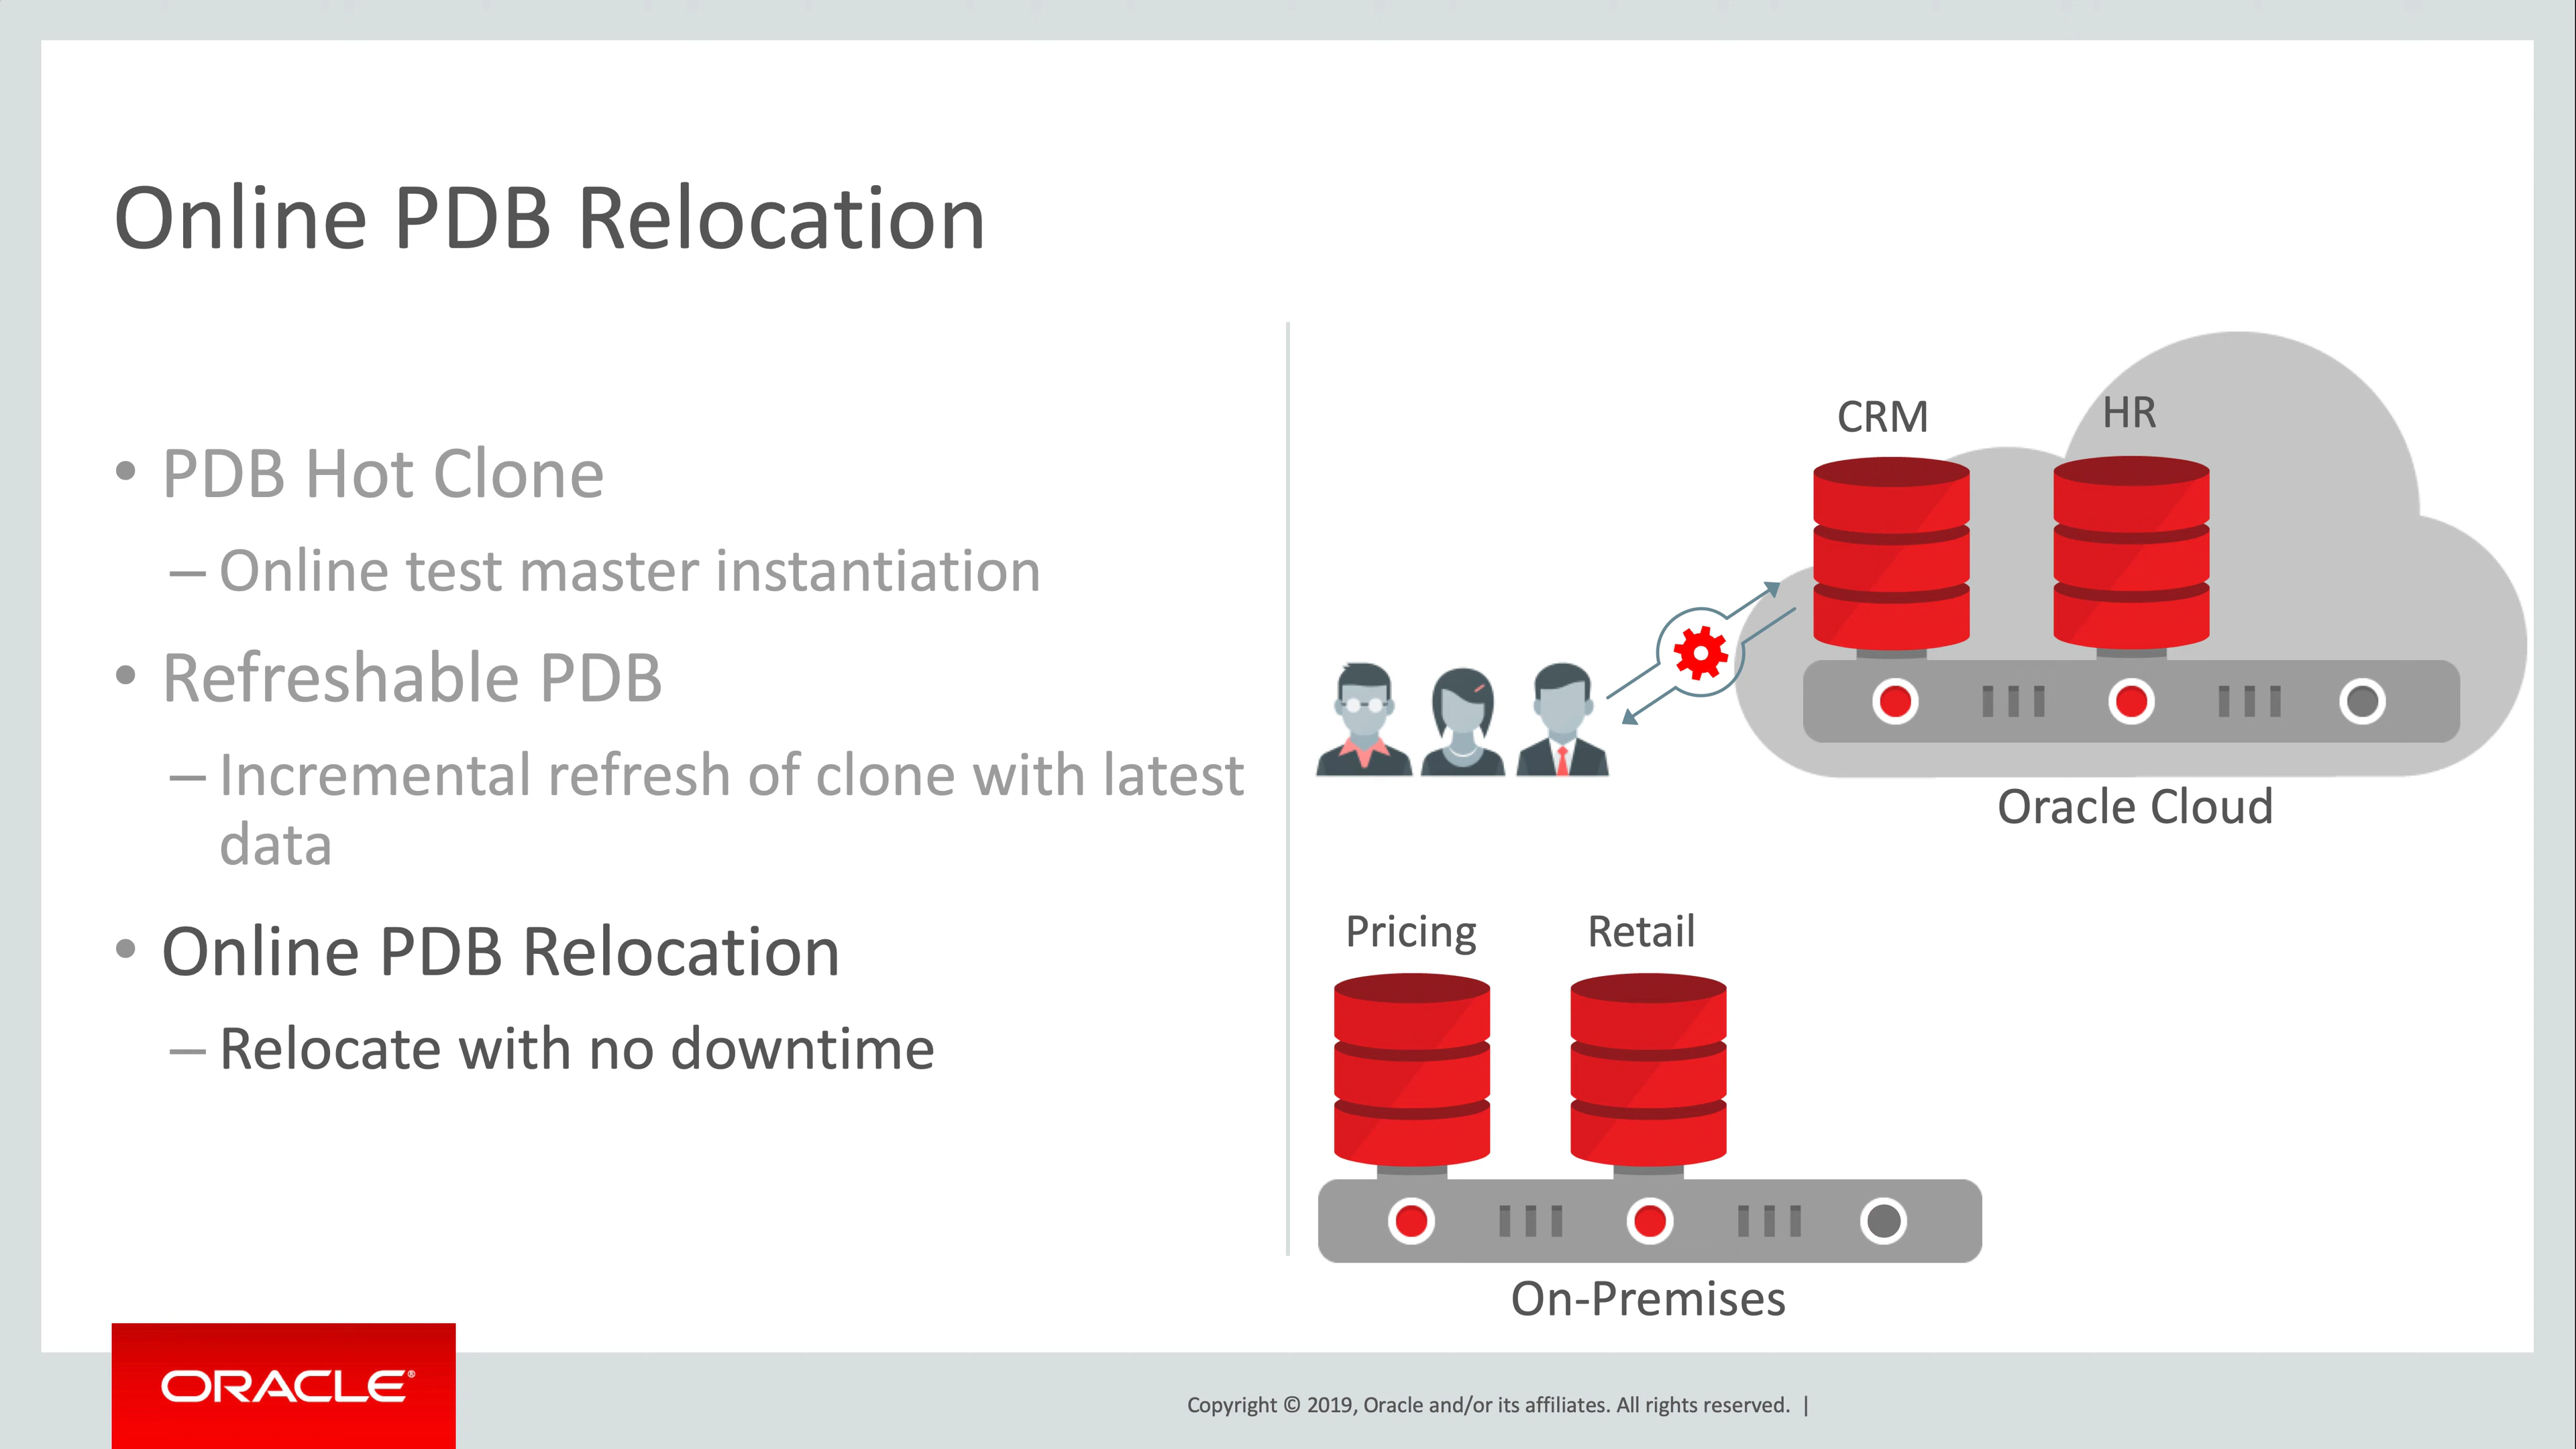 Online PDB Relocation
• PDB Hot Clone
– Online test master instantiation
• Refreshable PDB
– Incremental refresh of clone with latest
data
• Online PDB Relocation
– Relocate with no downtime
CRM
HR
Oracle Cloud
Pricing
Retail
On-Premises
ORACLE®
Copyright © 2019, Oracle and/or its affiliates. All rights reserved. |